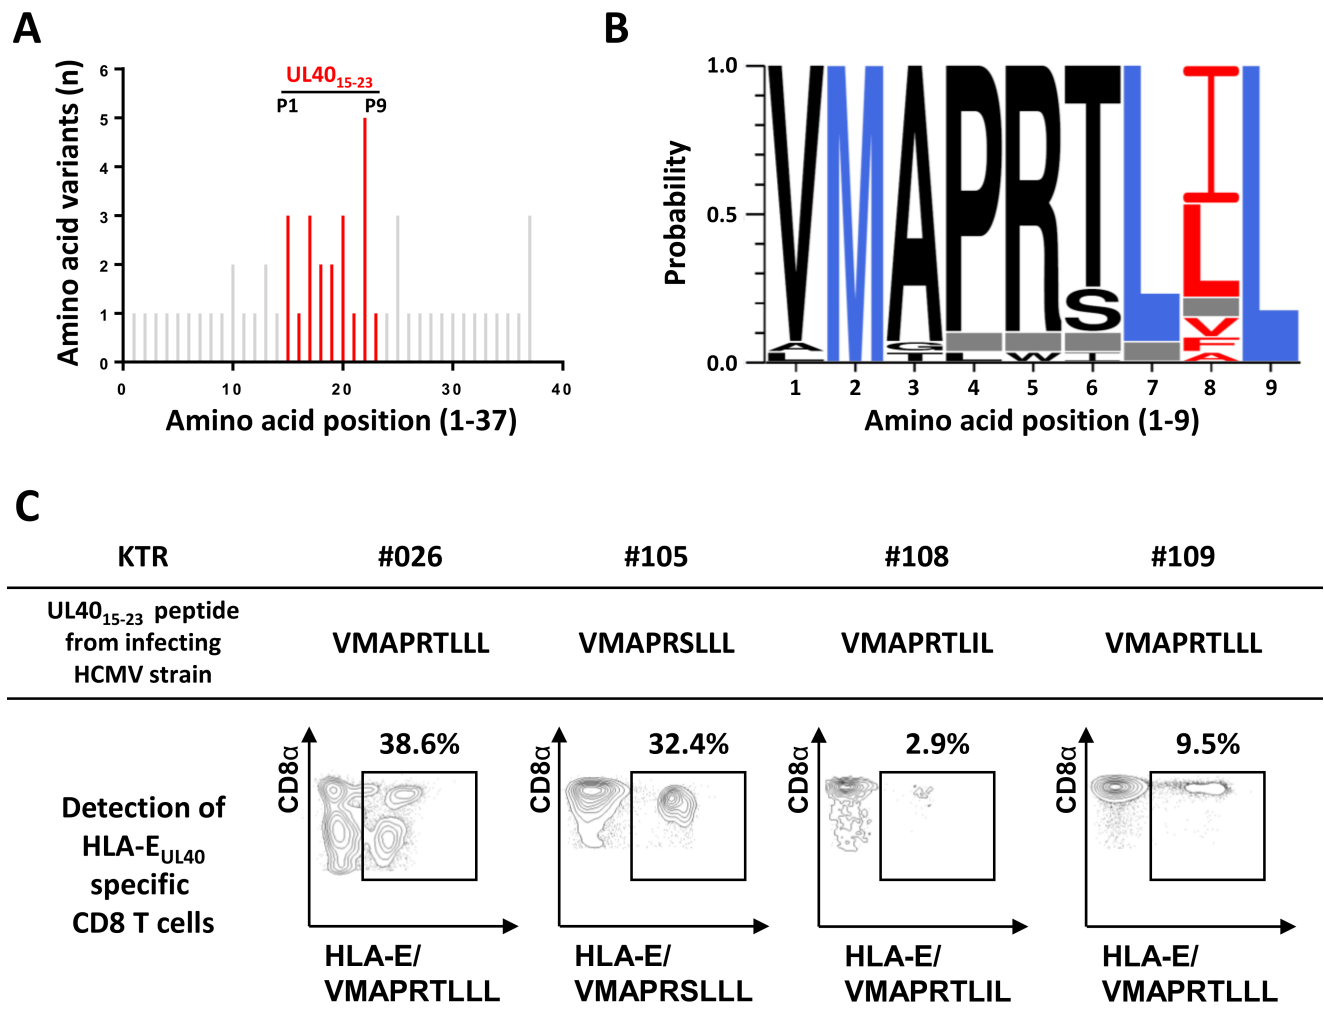 A
Amino acid variants (n)
6
5
4
3
2
1
0
UL40₁₅₋₂₃
P1 P9
0 10 20 30 40
Amino acid position (1-37)
B
Probability
1.0
0.5
0.0
V M A P R T L I L
S L
A G V
L T L W T F
A
1 2 3 4 5 6 7 8 9
Amino acid position (1-9)
C
KTR #026 #105 #108 #109
UL40₁₅₋₂₃ peptide
from infecting
HCMV strain
VMAPRTLLL VMAPRSLLL VMAPRTLIL VMAPRTLLL
Detection of
HLA-E_UL40
specific
CD8 T cells
38.6% 32.4% 2.9% 9.5%
CD8α CD8α CD8α CD8α
HLA-E/ HLA-E/ HLA-E/ HLA-E/
VMAPRTLLL VMAPRSLLL VMAPRTLIL VMAPRTLLL